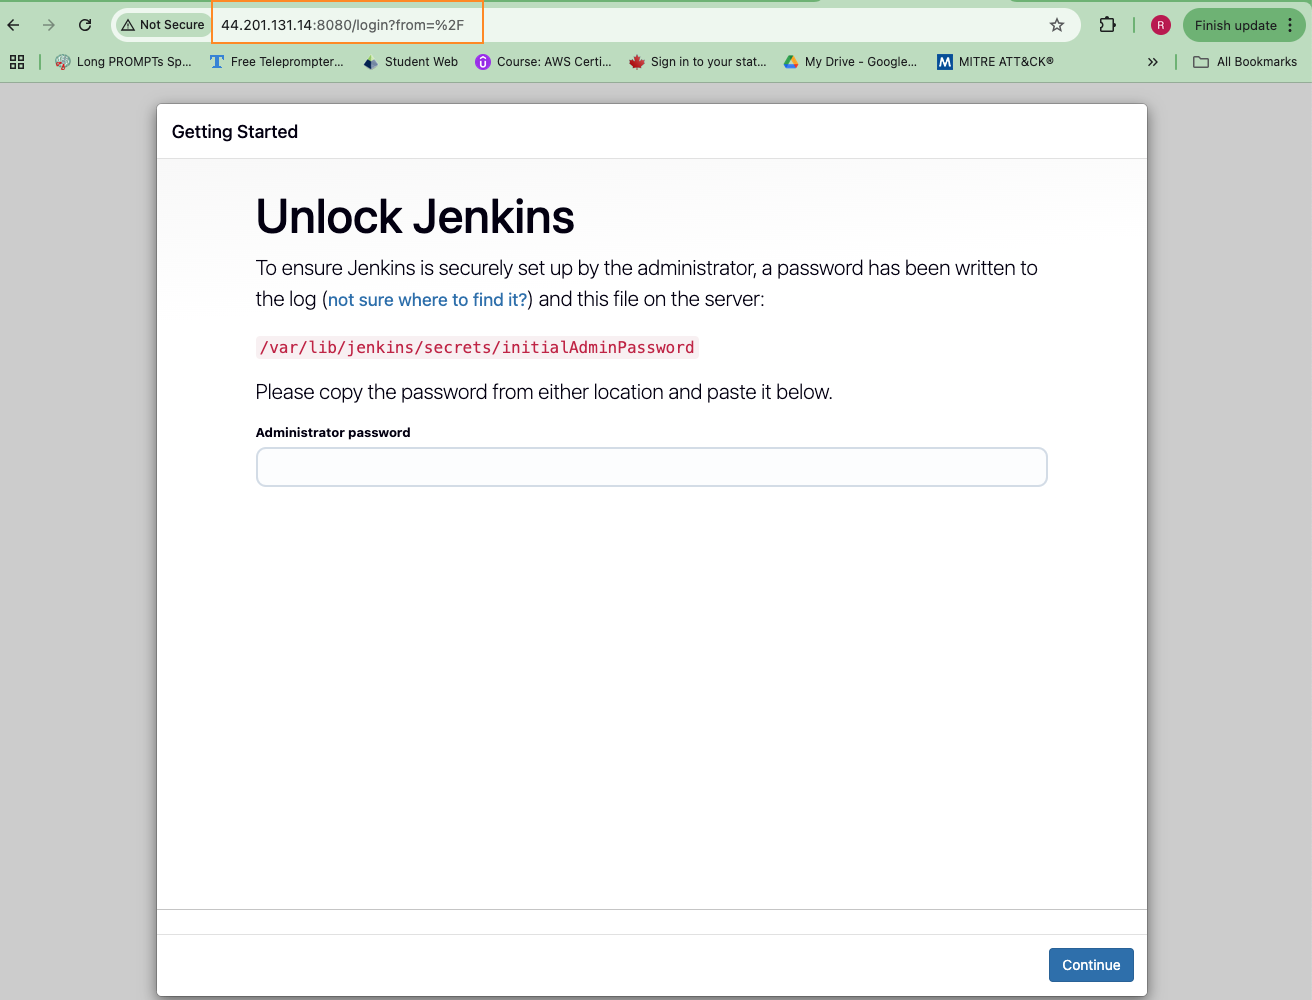 Not Secure 44.201.131.14:8080/login?from=%2F R Finish update
Long PROMPTs Sp... Free Teleprompter... Student Web Course: AWS Certi... Sign in to your stat... My Drive - Google... M MITRE ATT&CK® » All Bookmarks
Getting Started
Unlock Jenkins
To ensure Jenkins is securely set up by the administrator, a password has been written to
the log (not sure where to find it?) and this file on the server:
/var/lib/jenkins/secrets/initialAdminPassword
Please copy the password from either location and paste it below.
Administrator password
Continue